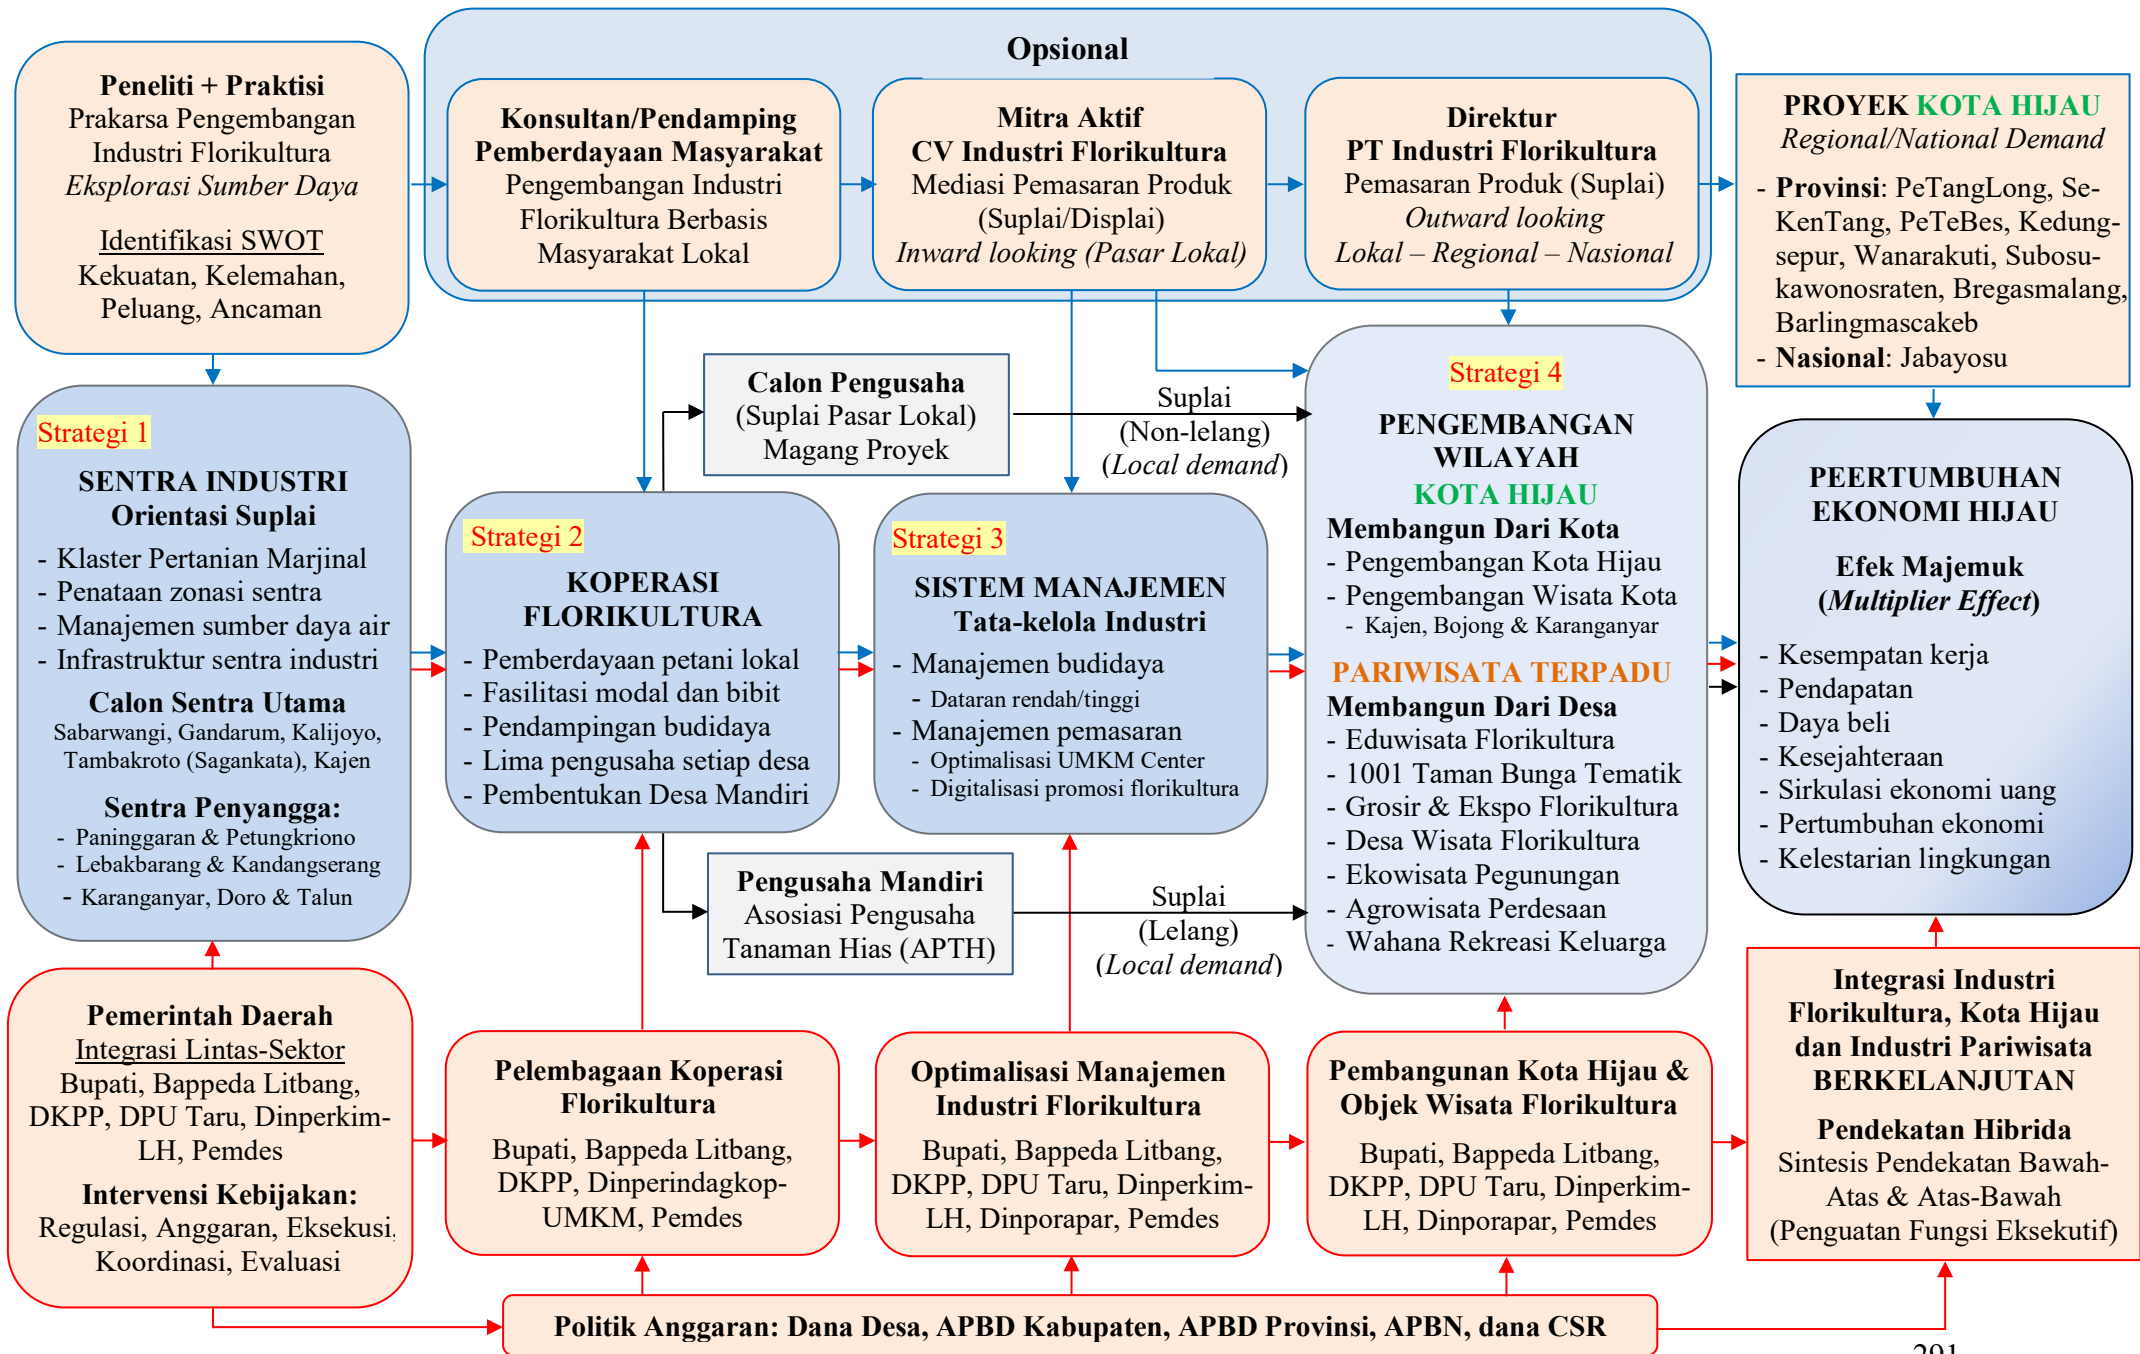 Opsional
Peneliti + Praktisi
Prakarsa Pengembangan
Industri Florikultura
Eksplorasi Sumber Daya
Identifikasi SWOT
Kekuatan, Kelemahan,
Peluang, Ancaman
Konsultan/Pendamping
Pemberdayaan Masyarakat
Pengembangan Industri
Florikultura Berbasis
Masyarakat Lokal
Mitra Aktif
CV Industri Florikultura
Mediasi Pemasaran Produk
(Suplai/Displai)
Inward looking (Pasar Lokal)
Direktur
PT Industri Florikultura
Pemasaran Produk (Suplai)
Outward looking
Lokal – Regional – Nasional
PROYEK KOTA HIJAU
Regional/National Demand
- Provinsi: PeTangLong, Se-
KenTang, PeTeBes, Kedung-
sepur, Wanarakuti, Subosu-
kawonosraten, Bregasmalang,
Barlingmascakeb
- Nasional: Jabayosu
Strategi 1
SENTRA INDUSTRI
Orientasi Suplai
- Klaster Pertanian Marjinal
- Penataan zonasi sentra
- Manajemen sumber daya air
- Infrastruktur sentra industri
Calon Sentra Utama
Sabarwangi, Gandarum, Kalijoyo,
Tambakroto (Sagankata), Kajen
Sentra Penyangga:
- Paninggaran & Petungkriono
- Lebakbarang & Kandangserang
- Karanganyar, Doro & Talun
Calon Pengusaha
(Suplai Pasar Lokal)
Magang Proyek
Suplai
(Non-lelang)
(Local demand)
Strategi 2
KOPERASI
FLORIKULTURA
- Pemberdayaan petani lokal
- Fasilitasi modal dan bibit
- Pendampingan budidaya
- Lima pengusaha setiap desa
- Pembentukan Desa Mandiri
Strategi 3
SISTEM MANAJEMEN
Tata-kelola Industri
- Manajemen budidaya
- Dataran rendah/tinggi
- Manajemen pemasaran
- Optimalisasi UMKM Center
- Digitalisasi promosi florikultura
Pengusaha Mandiri
Asosiasi Pengusaha
Tanaman Hias (APTH)
Suplai
(Lelang)
(Local demand)
Strategi 4
PENGEMBANGAN
WILAYAH
KOTA HIJAU
Membangun Dari Kota
- Pengembangan Kota Hijau
- Pengembangan Wisata Kota
- Kajen, Bojong & Karanganyar
PARIWISATA TERPADU
Membangun Dari Desa
- Eduwisata Florikultura
- 1001 Taman Bunga Tematik
- Grosir & Ekspo Florikultura
- Desa Wisata Florikultura
- Ekowisata Pegunungan
- Agrowisata Perdesaan
- Wahana Rekreasi Keluarga
PEERTUMBUHAN
EKONOMI HIJAU
Efek Majemuk
(Multiplier Effect)
- Kesempatan kerja
- Pendapatan
- Daya beli
- Kesejahteraan
- Sirkulasi ekonomi uang
- Pertumbuhan ekonomi
- Kelestarian lingkungan
Pemerintah Daerah
Integrasi Lintas-Sektor
Bupati, Bappeda Litbang,
DKPP, DPU Taru, Dinperkim-
LH, Pemdes
Intervensi Kebijakan:
Regulasi, Anggaran, Eksekusi,
Koordinasi, Evaluasi
Pelembagaan Koperasi
Florikultura
Bupati, Bappeda Litbang,
DKPP, Dinperindagkop-
UMKM, Pemdes
Optimalisasi Manajemen
Industri Florikultura
Bupati, Bappeda Litbang,
DKPP, DPU Taru, Dinperkim-
LH, Dinporapar, Pemdes
Pembangunan Kota Hijau &
Objek Wisata Florikultura
Bupati, Bappeda Litbang,
DKPP, DPU Taru, Dinperkim-
LH, Dinporapar, Pemdes
Integrasi Industri
Florikultura, Kota Hijau
dan Industri Pariwisata
BERKELANJUTAN
Pendekatan Hibrida
Sintesis Pendekatan Bawah-
Atas & Atas-Bawah
(Penguatan Fungsi Eksekutif)
Politik Anggaran: Dana Desa, APBD Kabupaten, APBD Provinsi, APBN, dana CSR
291